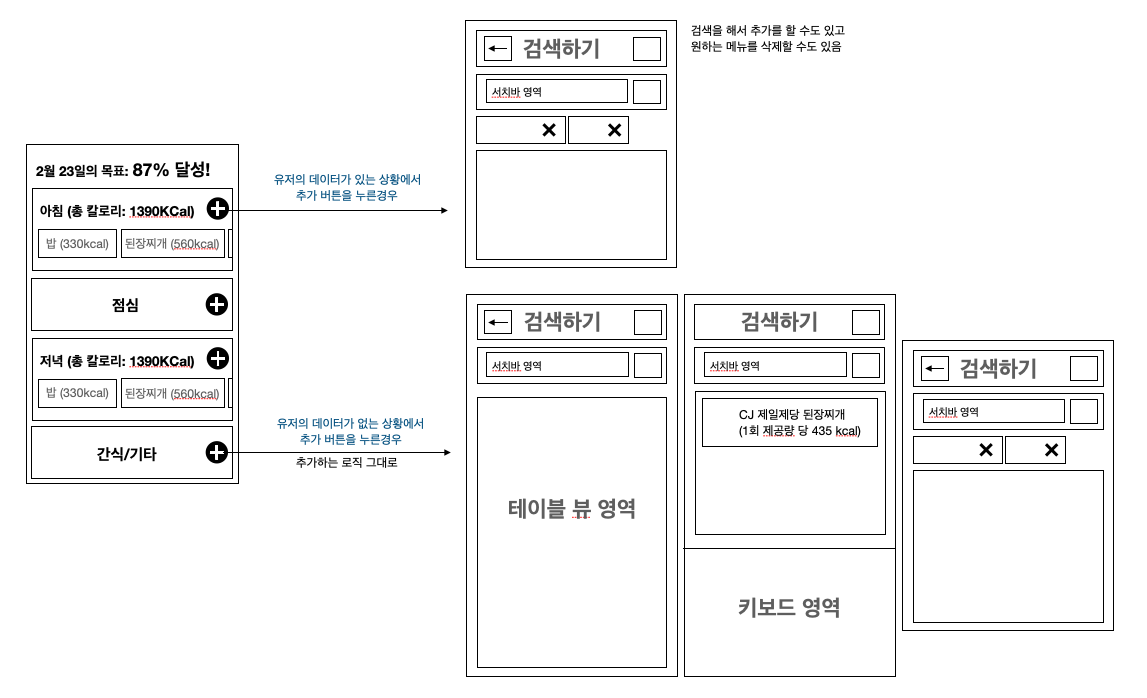 검색을 해서 추가를 할 수도 있고
원하는 메뉴를 삭제할 수도 있음
검색하기
서치바 영역
2월 23일의 목표: 87% 달성!
아침 (총 칼로리: 1390KCal)
밥 (330kcal)
된장찌개 (560kcal)
점심
저녁 (총 칼로리: 1390KCal)
밥 (330kcal)
된장찌개 (560kcal)
간식/기타
유저의 데이터가 있는 상황에서
추가 버튼을 누른경우
유저의 데이터가 없는 상황에서
추가 버튼을 누른경우
추가하는 로직 그대로
검색하기
서치바 영역
테이블 뷰 영역
검색하기
서치바 영역
CJ 제일제당 된장찌개
(1회 제공량 당 435 kcal)
키보드 영역
검색하기
서치바 영역